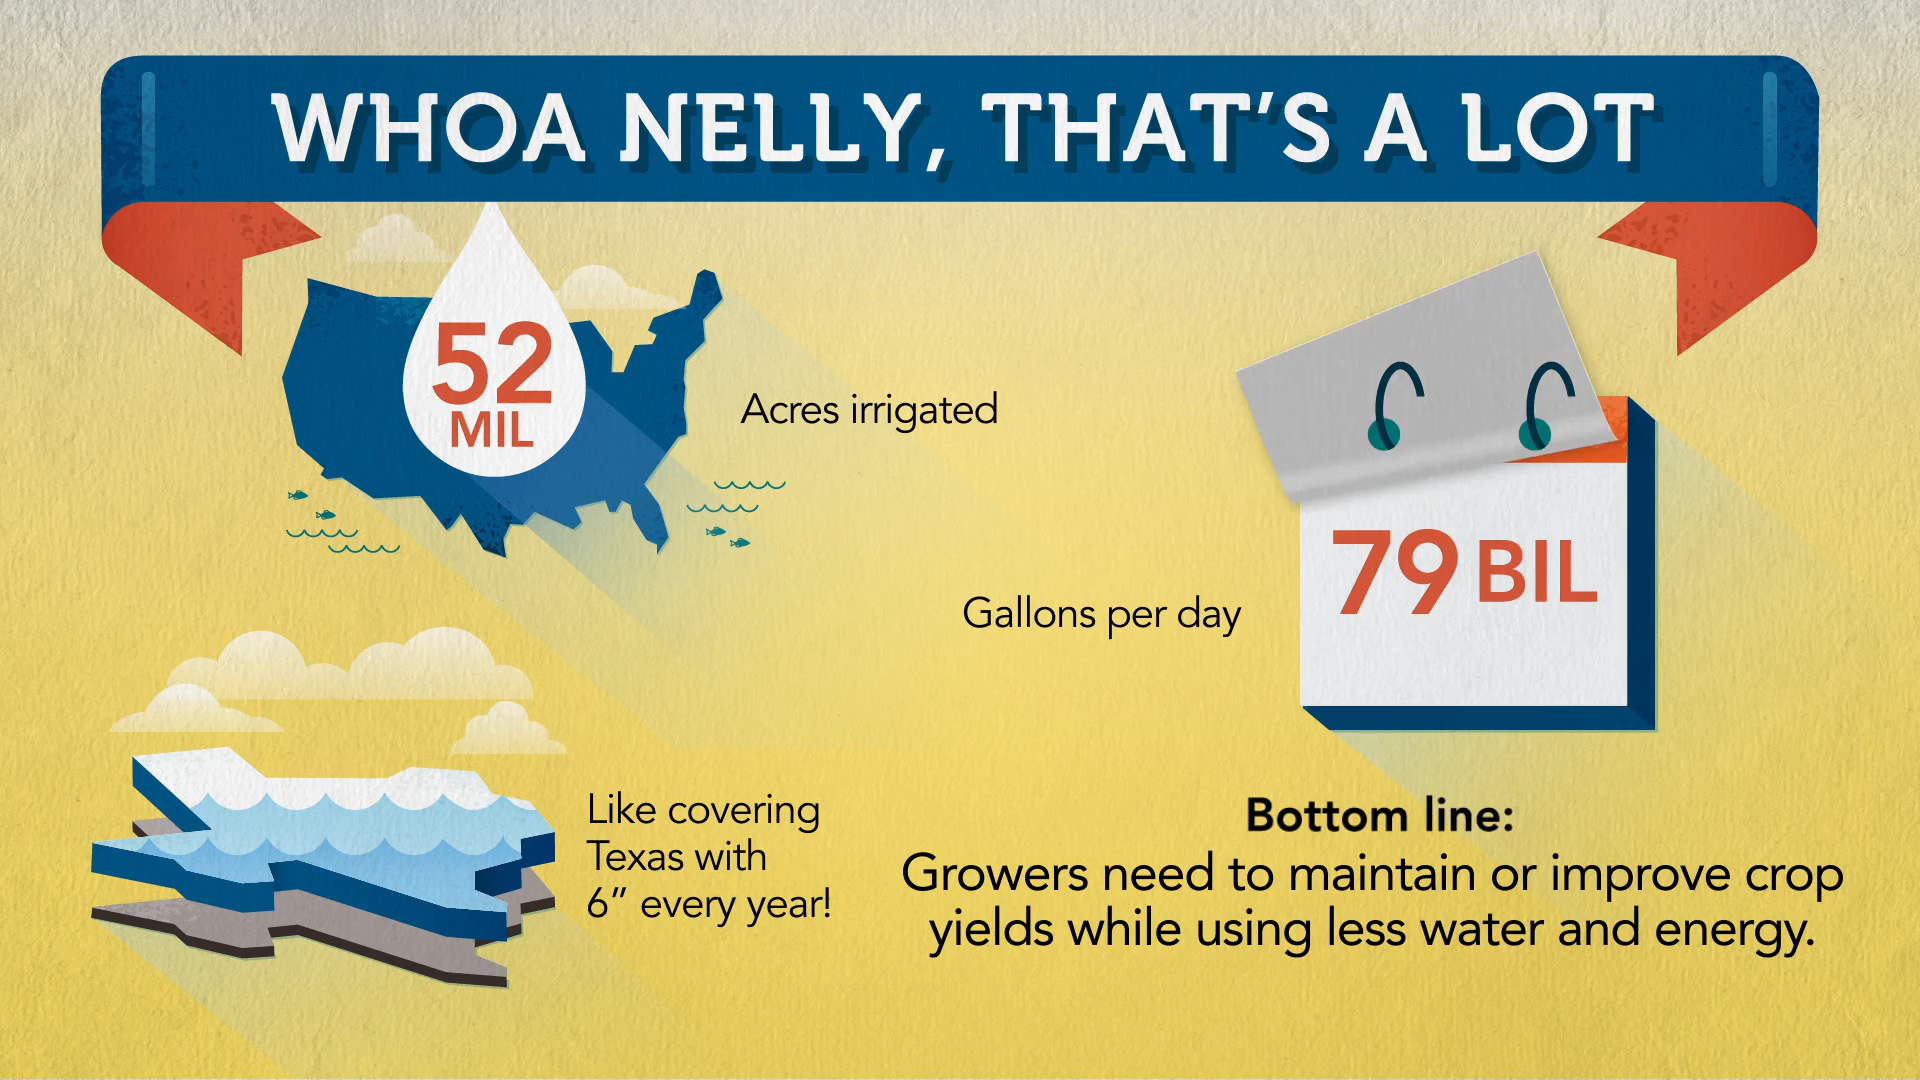 WHOA NELLY, THAT'S A LOT
52
MIL
Acres irrigated
79 BIL
Gallons per day
Like covering
Texas with
6” every year!
Bottom line:
Growers need to maintain or improve crop
yields while using less water and energy.